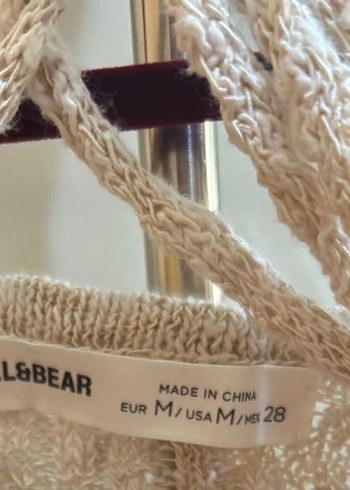 LL&BEAR
MADE IN CHINA
EUR M/USA M/MEX 28